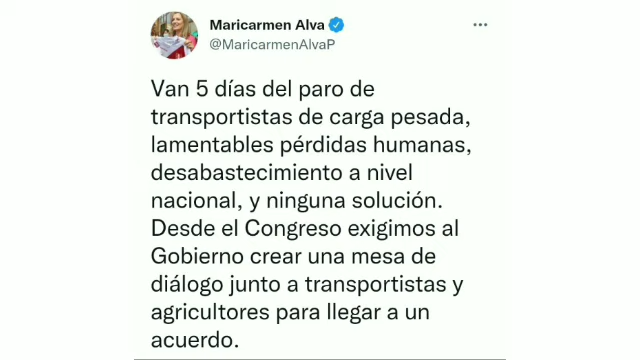 Maricarmen Alva
@MaricarmenAlvaP
Van 5 días del paro de
transportistas de carga pesada,
lamentables pérdidas humanas,
desabastecimiento a nivel
nacional, y ninguna solución.
Desde el Congreso exigimos al
Gobierno crear una mesa de
diálogo junto a transportistas y
agricultores para llegar a un
acuerdo.